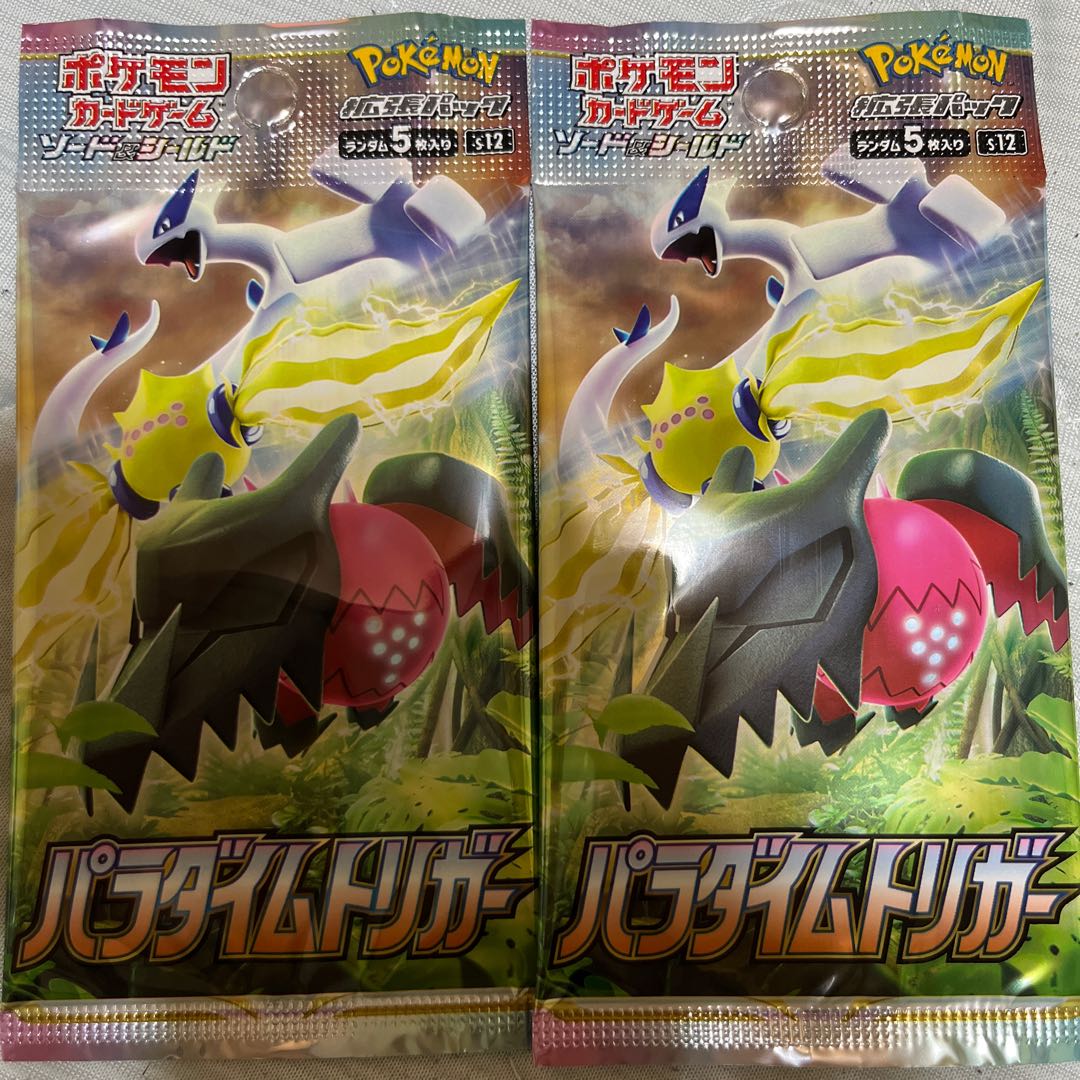 ポケモン
カードゲーム
ソード&シールド
POKéMON
拡張パック
ランダム5枚入り
S12
パラダイムトリガー
ポケモン
カードゲーム
ソード&シールド
POKéMON
拡張パック
ランダム5枚入り
S12
パラダイムトリガー